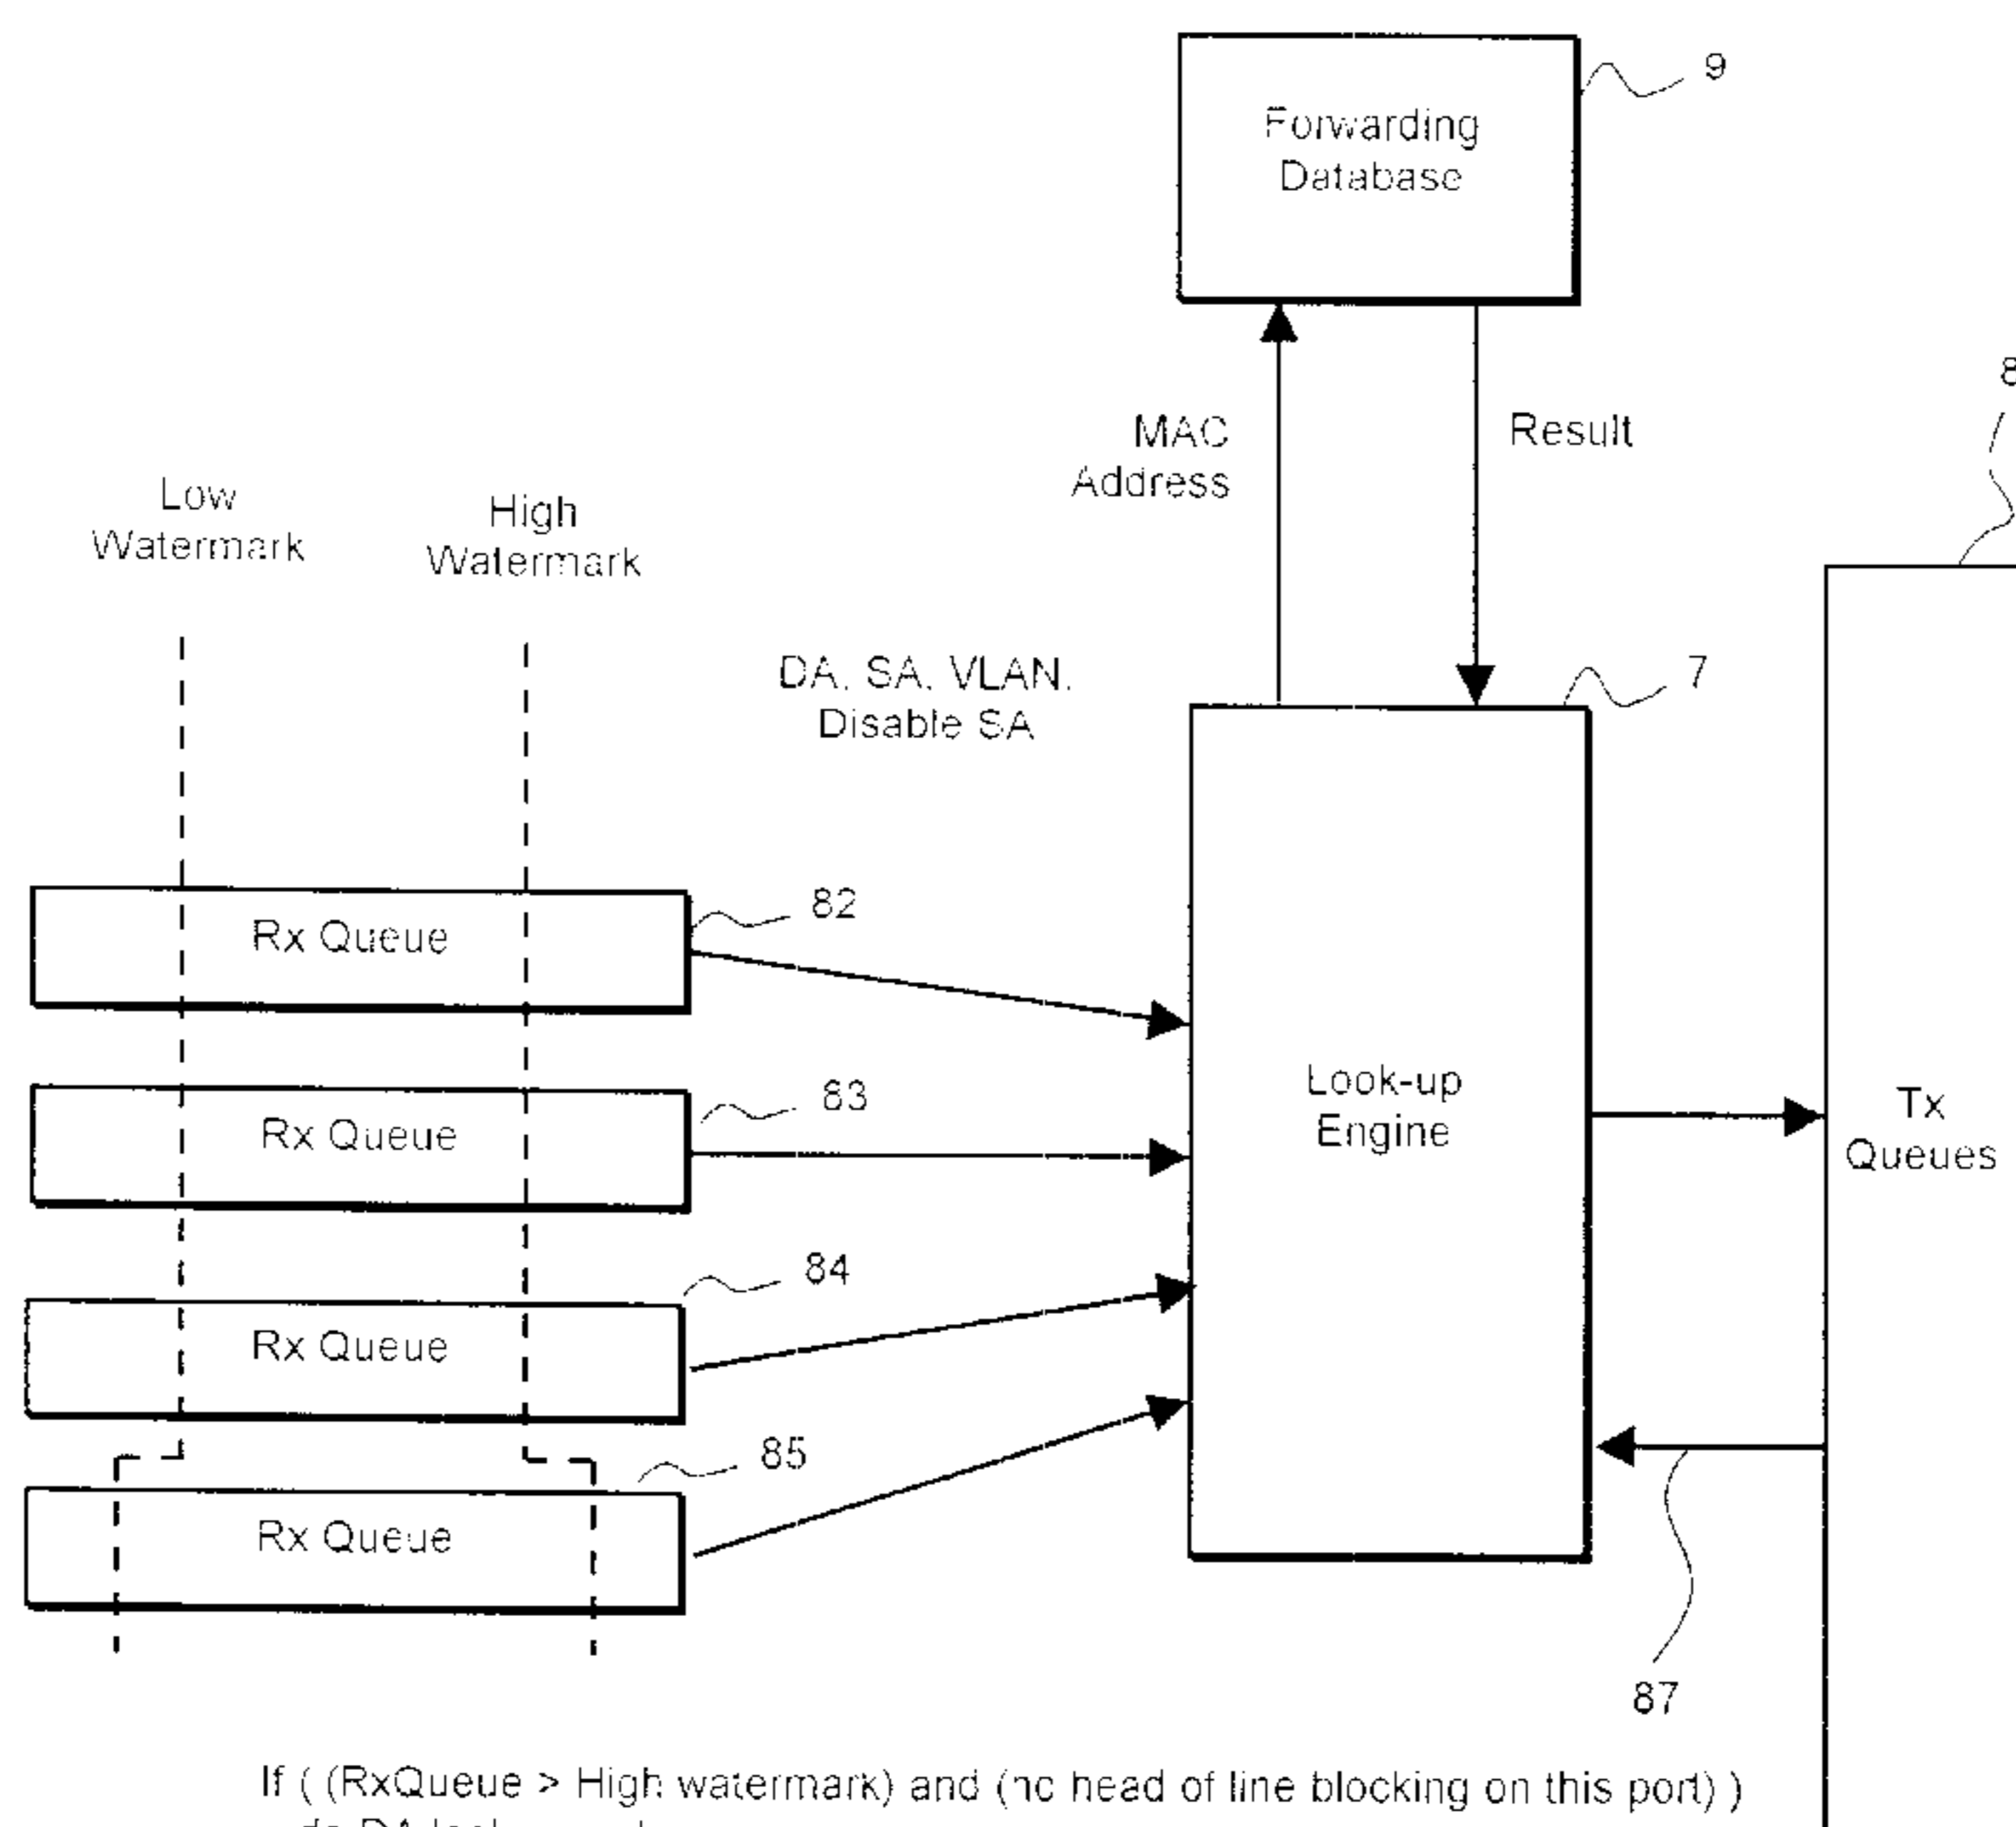 9
Forwarding
Database
8
MAC
Address
Result
Low
Watermark
High
Watermark
DA, SA, VLAN,
Disable SA
7
82
Rx Queue
83
Rx Queue
Look-up
Engine
Tx
Queues
84
Rx Queue
85
Rx Queue
87
If ( (RxQueue > High watermark) and (no head of line blocking on this port) )